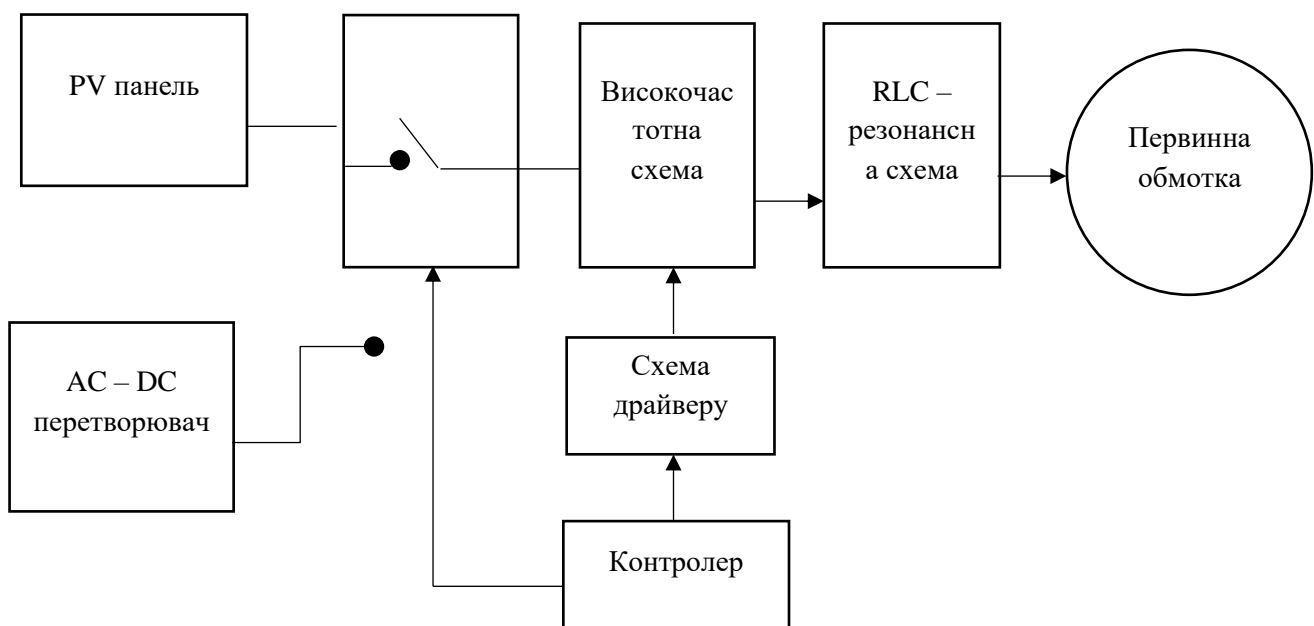 PV панель
Високочас
тотна
схема
RLC –
резонансн
а схема
Первинна
обмотка
AC – DC
перетворювач
Схема
драйверу
Контролер